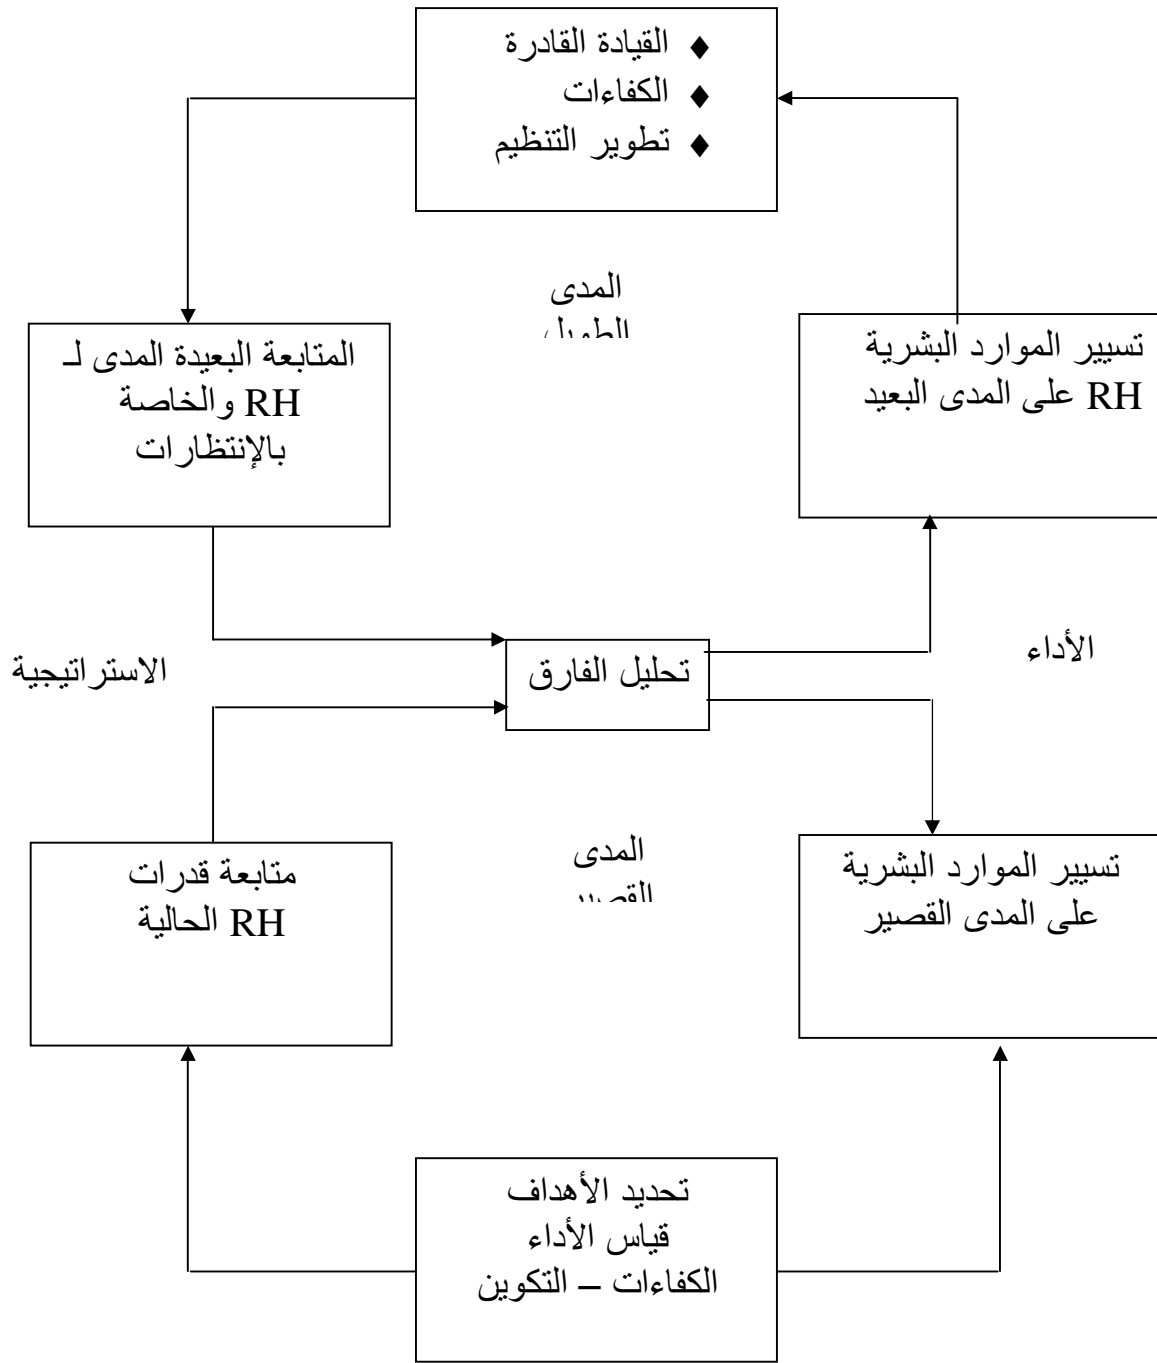 ♦ القيادة القادرة
♦ الكفاءات
♦ تطوير التنظيم
المدى
الطويل
تسيير الموارد البشرية
RH على المدى البعيد
المتابعة البعيدة المدى لـ
RH والخاصة
بالإنتظارات
الأداء
تحليل الفارق
الاستراتيجية
المدى
القصير
تسيير الموارد البشرية
على المدى القصير
متابعة قدرات
RH الحالية
تحديد الأهداف
قياس الأداء
الكفاءات – التكوين